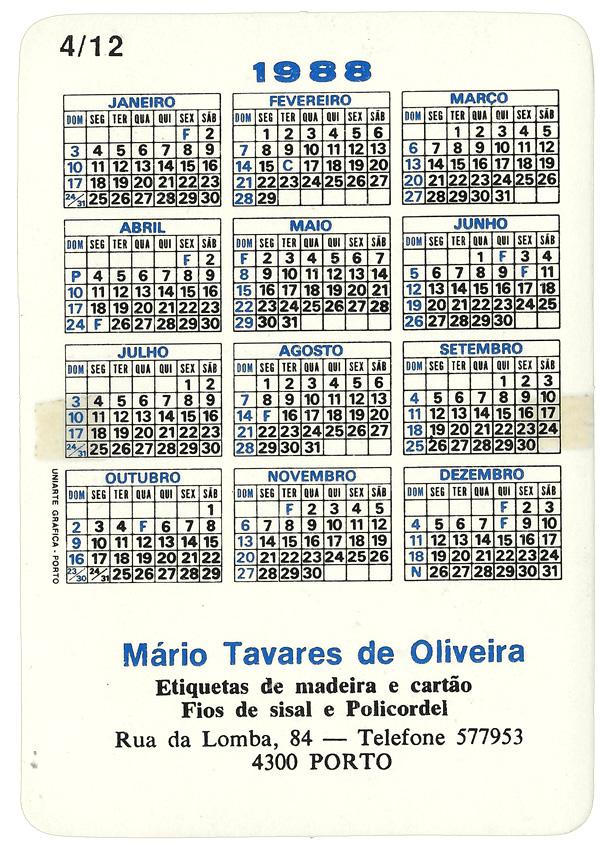 4/12
1988
JANEIRO
DOM SEG TER QUA QUI SEX SÁB
F 2
3 4 5 6 7 8 9
10 11 12 13 14 15 16
17 18 19 20 21 22 23
24/31 25 26 27 28 29 30
FEVEREIRO
DOM SEG TER QUA QUI SEX SÁB
1 2 3 4 5 6
7 8 9 10 11 12 13
14 15 C 17 18 19 20
21 22 23 24 25 26 27
28 29
MARÇO
DOM SEG TER QUA QUI SEX SÁB
1 2 3 4 5
6 7 8 9 10 11 12
13 14 15 16 17 18 19
20 21 22 23 24 25 26
27 28 29 30 31
ABRIL
DOM SEG TER QUA QUI SEX SÁB
F 2
P 4 5 6 7 8 9
10 11 12 13 14 15 16
17 18 19 20 21 22 23
24 F 26 27 28 29 30
MAIO
DOM SEG TER QUA QUI SEX SÁB
F 2 3 4 5 6 7
8 9 10 11 12 13 14
15 16 17 18 19 20 21
22 23 24 25 26 27 28
29 30 31
JUNHO
DOM SEG TER QUA QUI SEX SÁB
1 F 3 4
5 6 7 8 9 F 11
12 13 14 15 16 17 18
19 20 21 22 23 24 25
26 27 28 29 30
JULHO
DOM SEG TER QUA QUI SEX SÁB
1 2
3 4 5 6 7 8 9
10 11 12 13 14 15 16
17 18 19 20 21 22 23
24/31 25 26 27 28 29 30
AGOSTO
DOM SEG TER QUA QUI SEX SÁB
1 2 3 4 5 6
7 8 9 10 11 12 13
14 F 16 17 18 19 20
21 22 23 24 25 26 27
28 29 30 31
SETEMBRO
DOM SEG TER QUA QUI SEX SÁB
1 2 3
4 5 6 7 8 9 10
11 12 13 14 15 16 17
18 19 20 21 22 23 24
25 26 27 28 29 30
OUTUBRO
DOM SEG TER QUA QUI SEX SÁB
1
2 3 4 F 6 7 8
9 10 11 12 13 14 15
16 17 18 19 20 21 22
23/30 24/31 25 26 27 28 29
NOVEMBRO
DOM SEG TER QUA QUI SEX SÁB
F 2 3 4 5
6 7 8 9 10 11 12
13 14 15 16 17 18 19
20 21 22 23 24 25 26
27 28 29 30
DEZEMBRO
DOM SEG TER QUA QUI SEX SÁB
F 2 3
4 5 6 7 F 9 10
11 12 13 14 15 16 17
18 19 20 21 22 23 24
N 26 27 28 29 30 31
UNIARTE GRAFICA - PORTO
Mário Tavares de Oliveira
Etiquetas de madeira e cartão
Fios de sisal e Policordel
Rua da Lomba, 84 — Telefone 577953
4300 PORTO